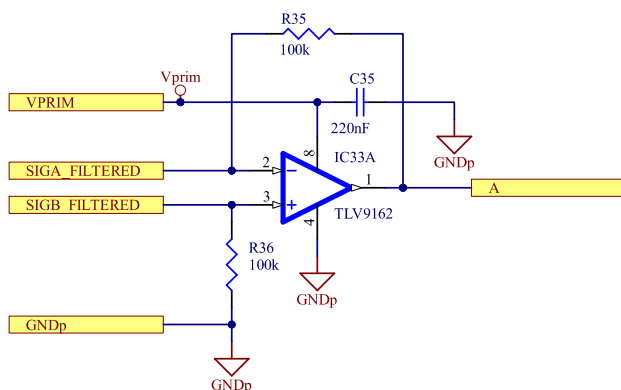 R35
100k
Vprim
C35
VPRIM
220nF
8
IC33A
GNDp
SIGA_FILTERED
2
1
A
SIGB_FILTERED
3
TLV9162
4
R36
100k
GNDp
GNDp
GNDp